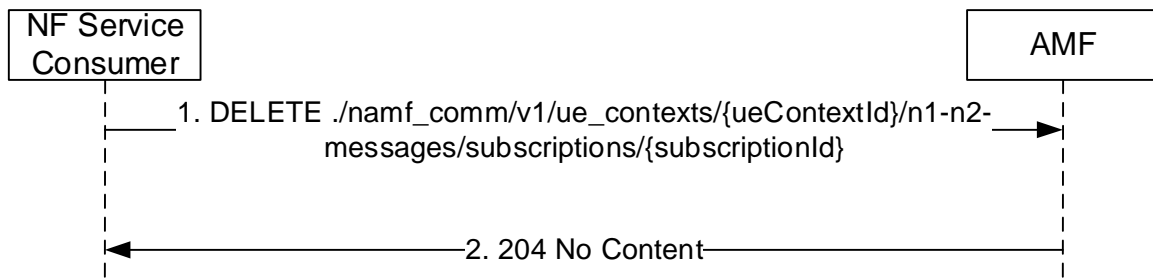 NF Service
Consumer
AMF
1. DELETE ./namf_comm/v1/ue_contexts/{ueContextId}/n1-n2-
messages/subscriptions/{subscriptionId}
2. 204 No Content